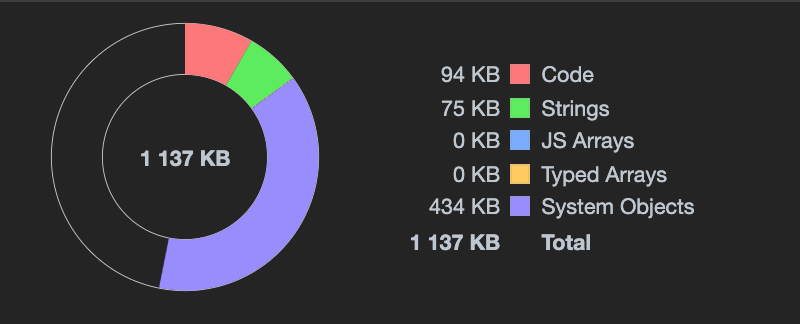 1 137 KB
94 KB Code
75 KB Strings
0 KB JS Arrays
0 KB Typed Arrays
434 KB System Objects
1 137 KB Total